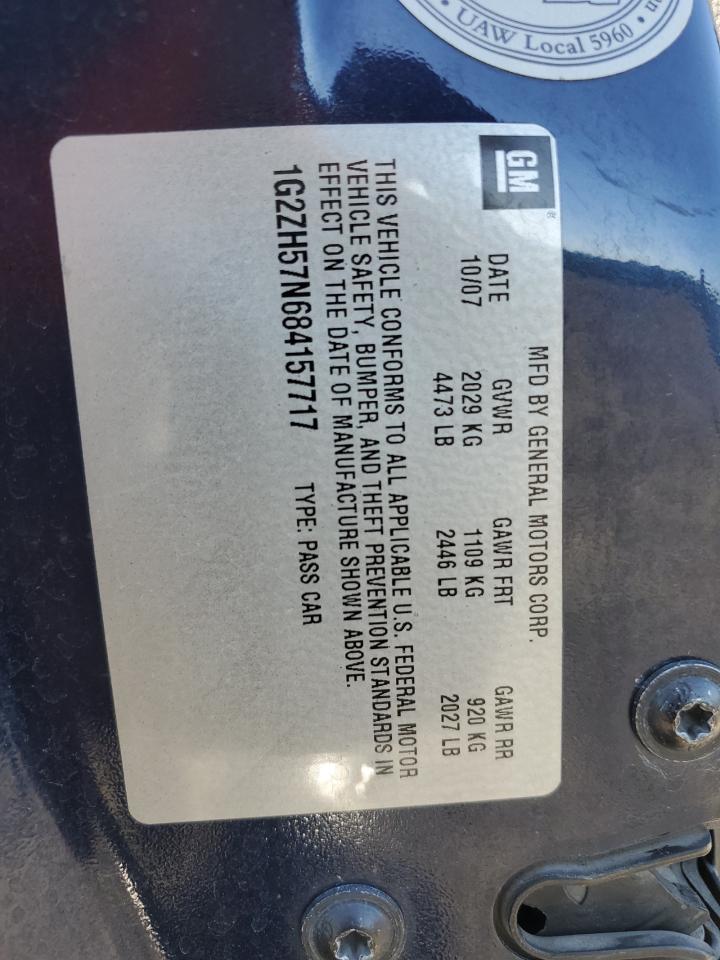 UAW Local 5960
GM
MFD BY GENERAL MOTORS CORP.
DATE GVWR GAWR FRT GAWR RR
10/07 2029 KG 1109 KG 920 KG
4473 LB 2446 LB 2027 LB
THIS VEHICLE CONFORMS TO ALL APPLICABLE U.S. FEDERAL MOTOR
VEHICLE SAFETY, BUMPER, AND THEFT PREVENTION STANDARDS IN
EFFECT ON THE DATE OF MANUFACTURE SHOWN ABOVE.
1G2ZH57N684157717 TYPE: PASS CAR